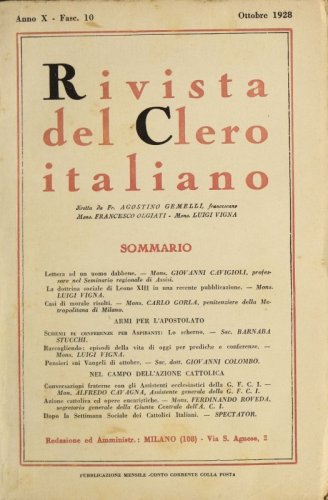 Anno X - Fasc. 10 Ottobre 1928
Rivista
del Clero
italiano
diretta da Fr. AGOSTINO GEMELLI, francescano
Mons. FRANCESCO OLGIATI - Mons. LUIGI VIGNA
SOMMARIO
Lettera ad un uomo dabbene. — Mons. GIOVANNI CAVIGIOLI, profes-
sore nel Seminario regionale di Assisi.
La dottrina sociale di Leone XIII in una recente pubblicazione. — Mons.
LUIGI VIGNA.
Casi di morale risolti. — Mons. CARLO GORLA, penitenziere della Me-
tropolitana di Milano.
ARMI PER L'APOSTOLATO
SCHEMI DI CONFERENZE PER ASPIRANTI: Lo scherno. — Sac. BARNABA
STUCCHI.
Raccogliendo: episodi della vita di oggi per prediche e conferenze. —
Mons. LUIGI VIGNA.
Pensieri sui Vangeli di ottobre. — Sac. dott. GIOVANNI COLOMBO.
NEL CAMPO DELL'AZIONE CATTOLICA
Conversazioni fraterne con gli Assistenti ecclesiastici della G. F. C. I. —
Mons. ALFREDO CAVAGNA, Assistente generale della G. F. C. I.
Azione cattolica ed opere eucaristiche. — Mons. FERDINANDO ROVEDA,
segretario generale della Giunta Centrale dell'A. C. I.
Dopo la Settimana Sociale dei Cattolici Italiani. — SPECTATOR.
Redazione ed Amministr.: MILANO (108) - Via S. Agnese, 2
PUBBLICAZIONE MENSILE - CONTO CORRENTE COLLA POSTA